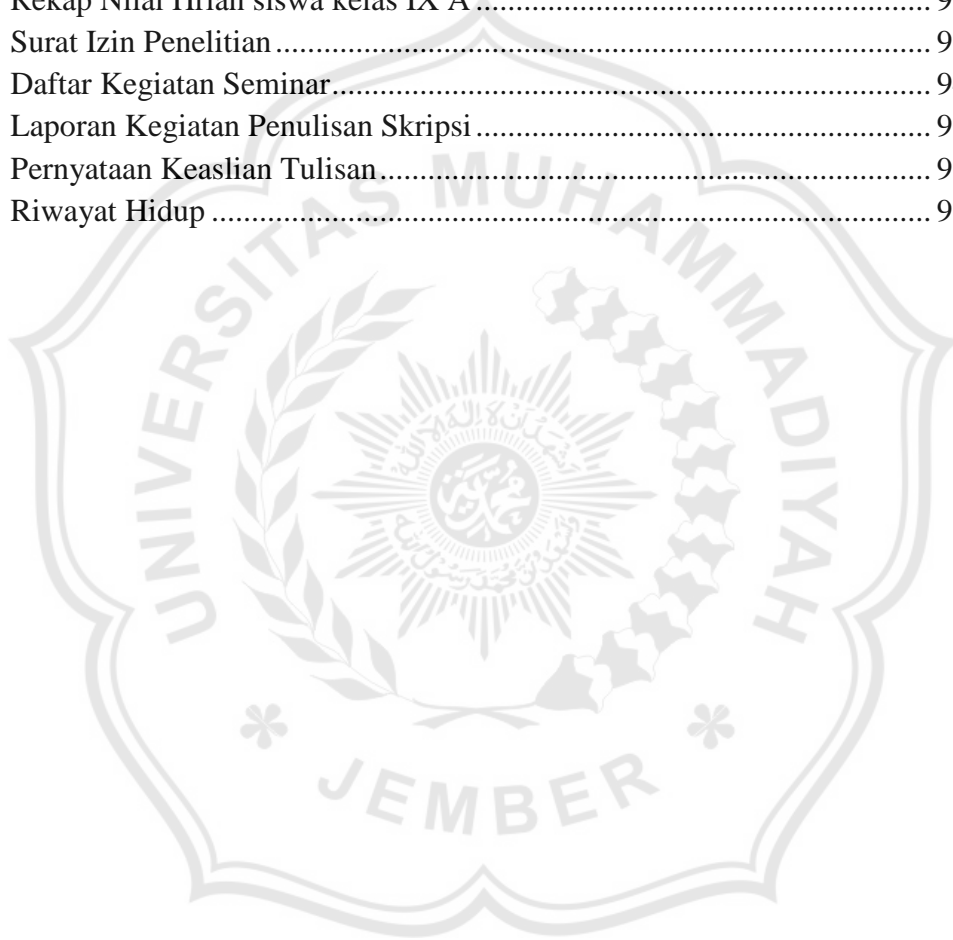 Rekap Nilai Hrian siswa kelas IX A ........................................................ 9
Surat Izin Penelitian ................................................................................ 9
Daftar Kegiatan Seminar......................................................................... 9
Laporan Kegiatan Penulisan Skripsi ....................................................... 9
Pernyataan Keaslian Tulisan ................................................................... 9
Riwayat Hidup ........................................................................................ 9
UNIVERSITAS MUHAMMADIYAH
JEMBER